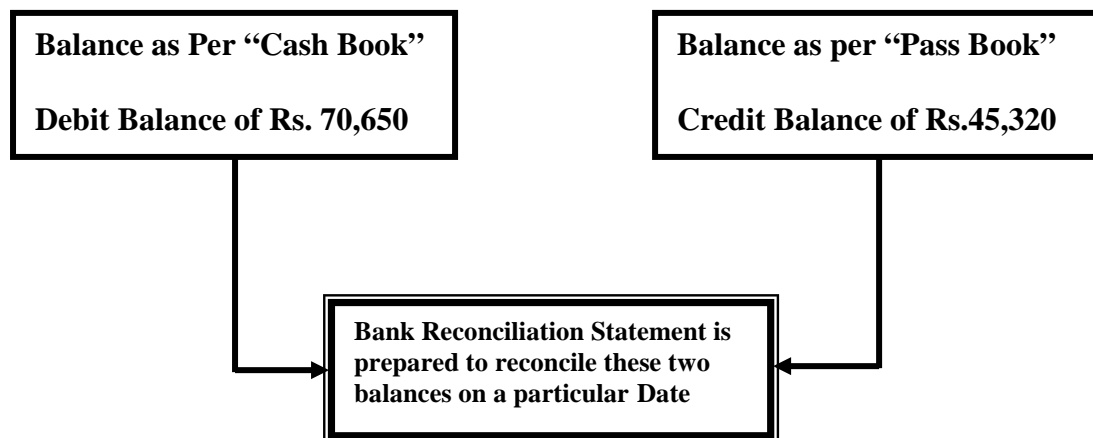 Balance as Per “Cash Book”
Debit Balance of Rs. 70,650
Balance as per “Pass Book”
Credit Balance of Rs.45,320
Bank Reconciliation Statement is
prepared to reconcile these two
balances on a particular Date